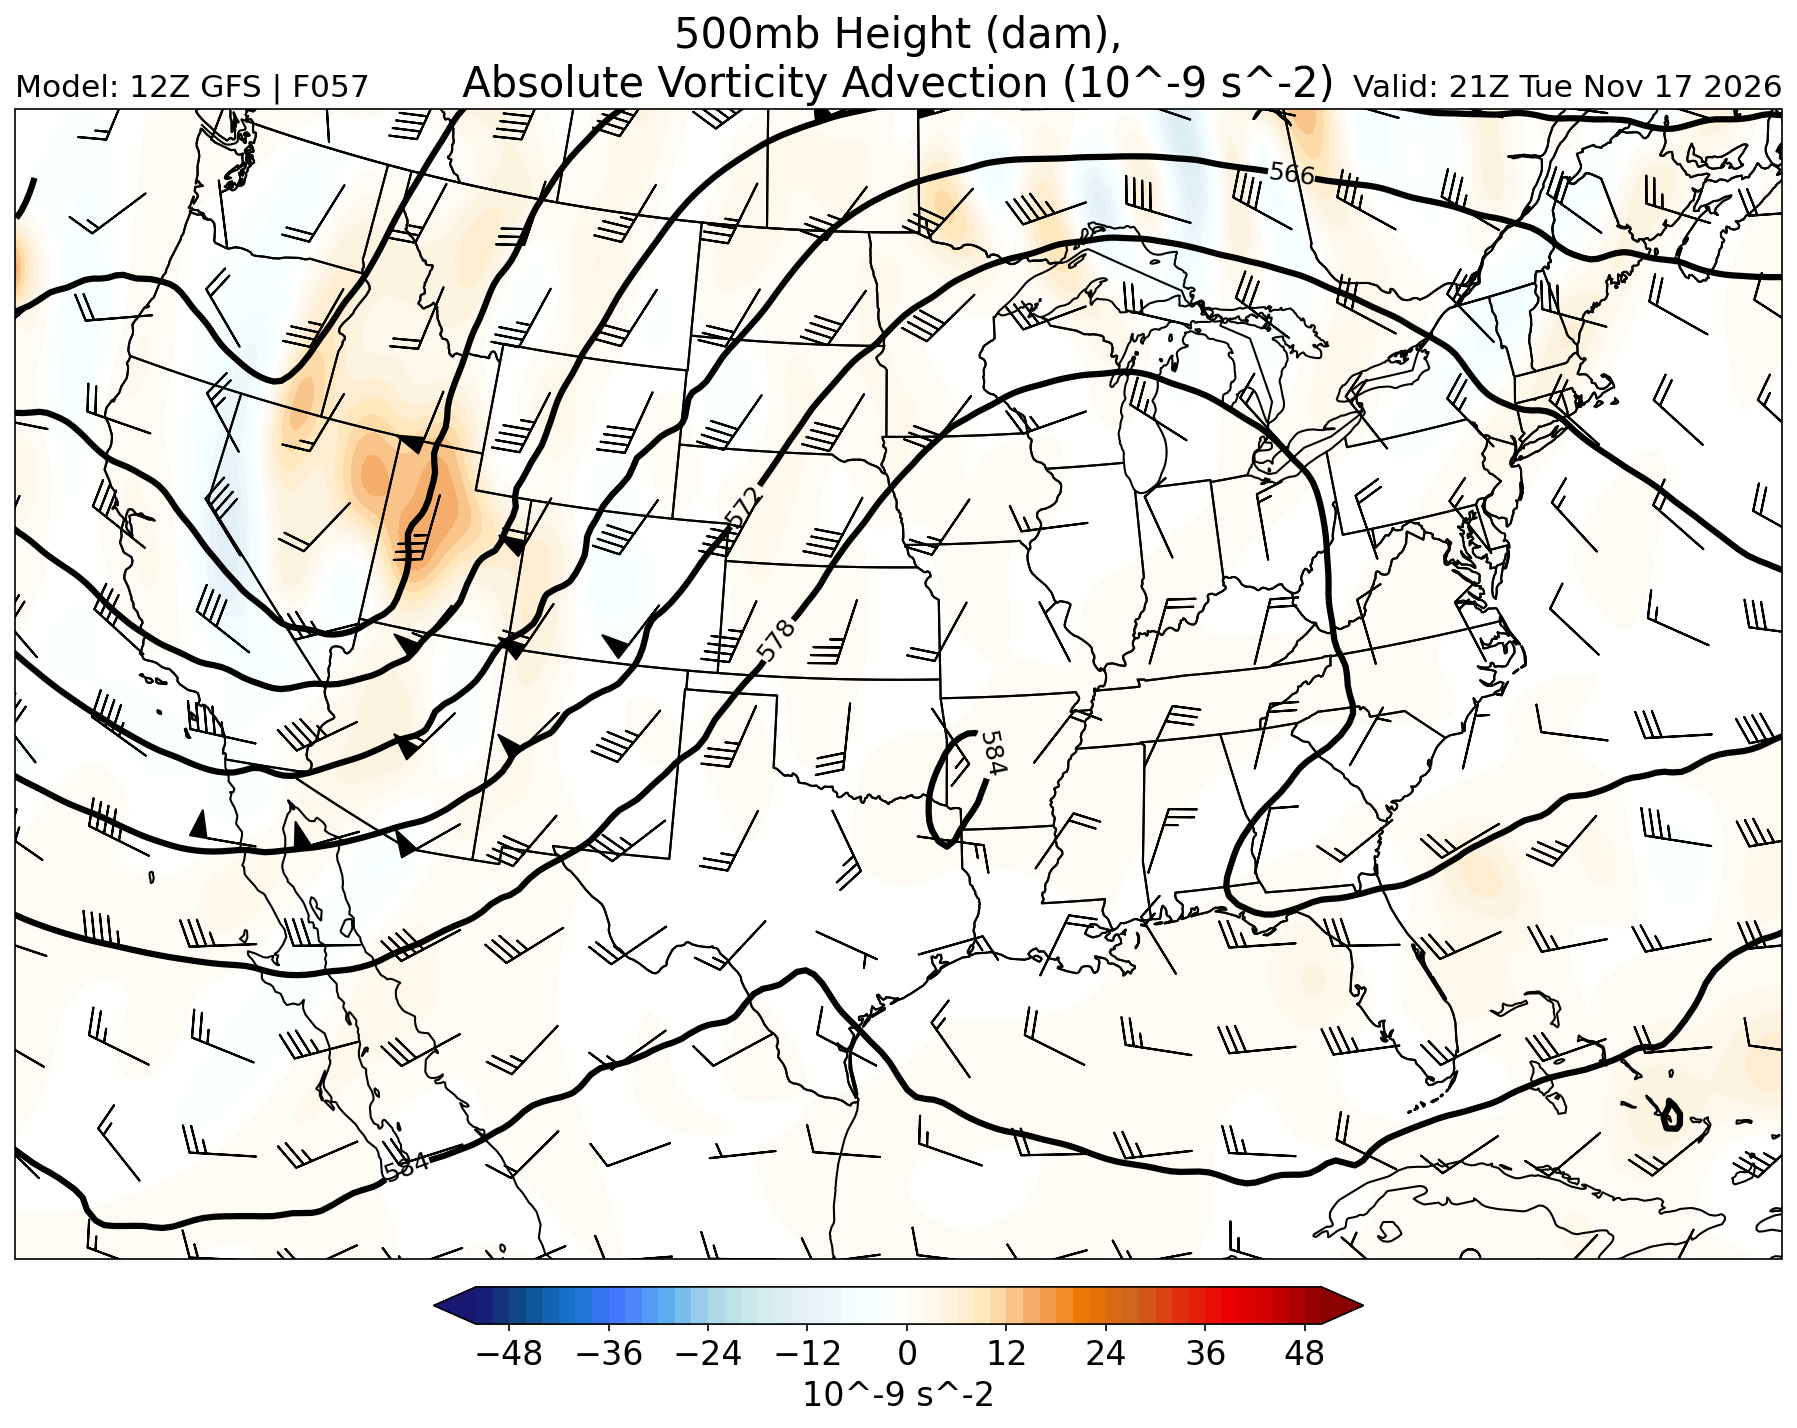 500mb Height (dam),
Model: 12Z GFS | F057
Absolute Vorticity Advection (10^-9 s^-2)
Valid: 21Z Tue Nov 17 2026
566
572
578
584
584
−48 −36 −24 −12 0 12 24 36 48
10^-9 s^-2